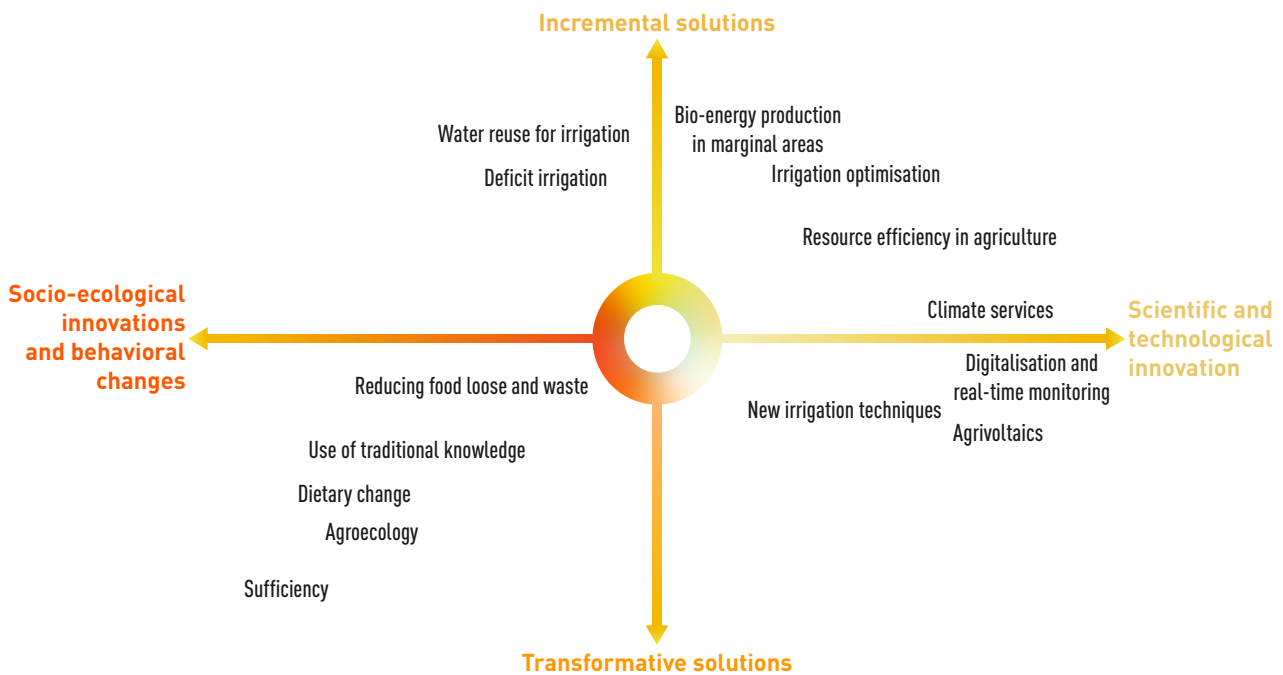 Incremental solutions
Bio-energy production
in marginal areas
Water reuse for irrigation
Irrigation optimisation
Deficit irrigation
Resource efficiency in agriculture
Socio-ecological
innovations
and behavioral
changes
Climate services
Scientific and
technological
innovation
Digitalisation and
real-time monitoring
Reducing food loose and waste
New irrigation techniques
Agrivoltaics
Use of traditional knowledge
Dietary change
Agroecology
Sufficiency
Transformative solutions